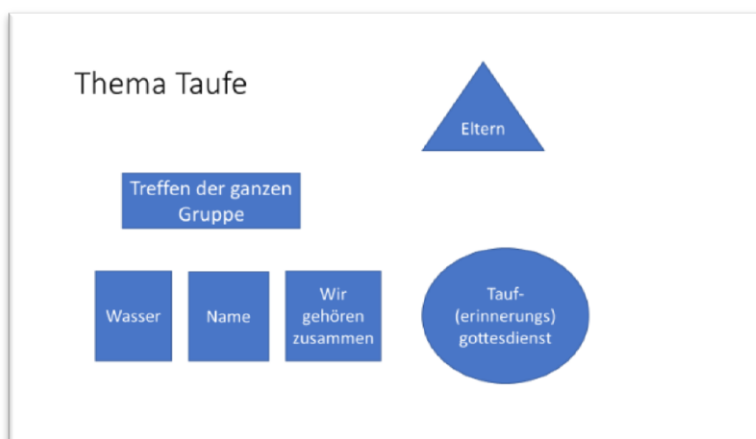 Thema Taufe
Eltern
Treffen der ganzen
Gruppe
Wasser
Name
Wir
gehören
zusammen
Tauf-
(erinnerungs)
gottesdienst